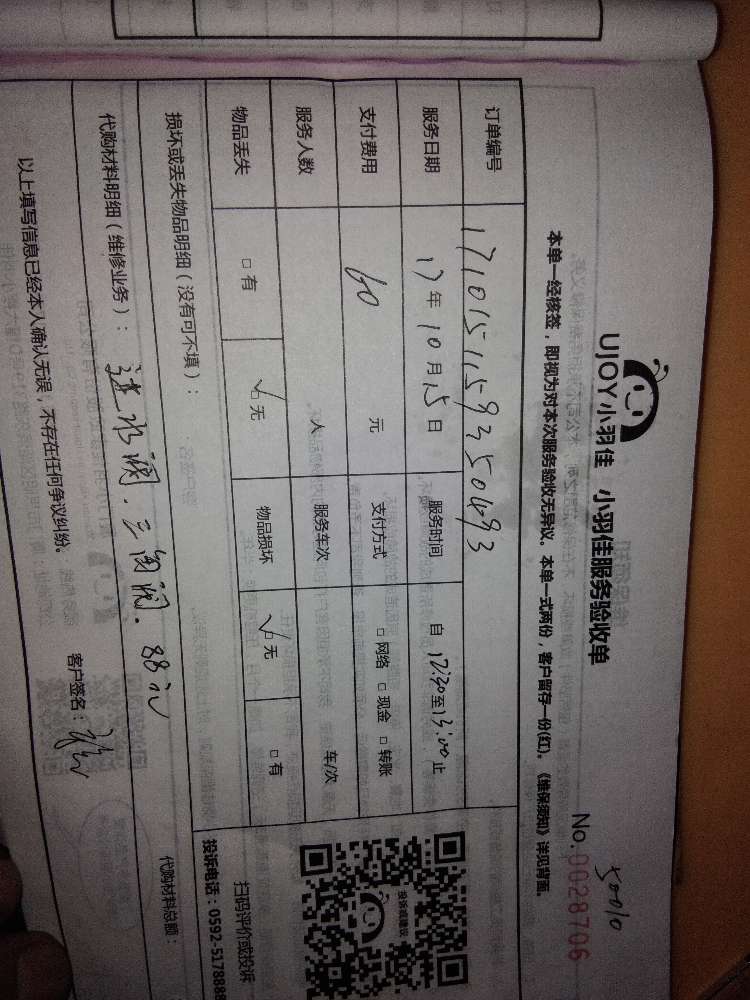 50010
UJOY小羽佳 小羽佳服务验收单
No.0028706
本单一经核签，即视为对本次服务验收无异议。本单一式两份，客户留存一份(红)。《维保须知》详见背面。
订单编号 17101511593350493
服务日期 17年10月15日 服务时间 自12:30至13:00止
支付费用 60 元 支付方式 □网络 □现金 □转账
服务人数 人 服务车次 车/次
物品丢失 □有 ☑无 物品损坏 ☑无 □有
投诉或建议
扫码评价或投诉
投诉电话：0592-5178888
损坏或丢失物品明细（没有可不填）：
代购材料明细（维修业务）： 进水阀.三角阀. 88元
代购材料总额：
以上填写信息已经本人确认无误，不存在任何争议纠纷。
客户签名：